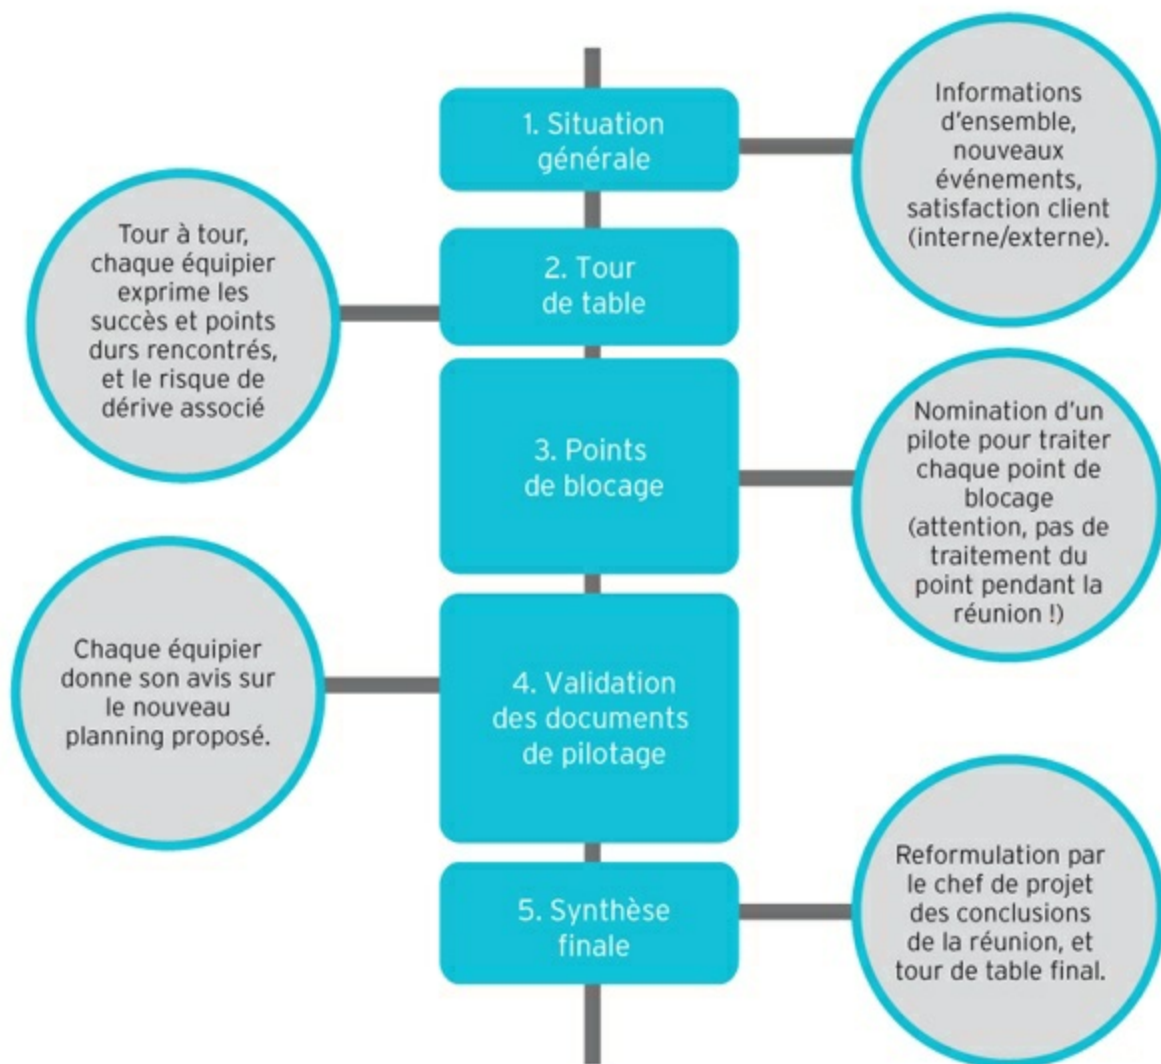 1. Situation
générale
Informations
d'ensemble,
nouveaux
événements,
satisfaction client
(interne/externe).
2. Tour
de table
Tour à tour,
chaque équipier
exprime les
succès et points
durs rencontrés,
et le risque de
dérive associé
3. Points
de blocage
Nomination d'un
pilote pour traiter
chaque point de
blocage
(attention, pas de
traitement du
point pendant la
réunion !)
4. Validation
des documents
de pilotage
Chaque équipier
donne son avis sur
le nouveau
planning proposé.
5. Synthèse
finale
Reformulation par
le chef de projet
des conclusions
de la réunion, et
tour de table final.